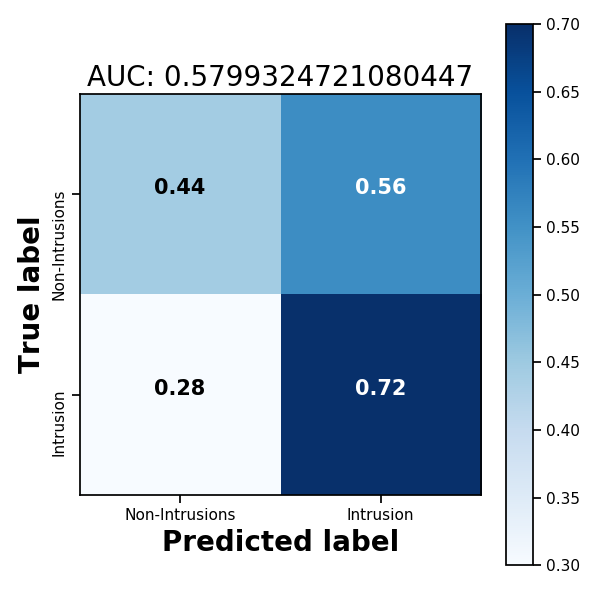 AUC: 0.5799324721080447
True label
Non-Intrusions
Intrusion
0.44
0.56
0.28
0.72
Non-Intrusions
Intrusion
Predicted label
0.70
0.65
0.60
0.55
0.50
0.45
0.40
0.35
0.30